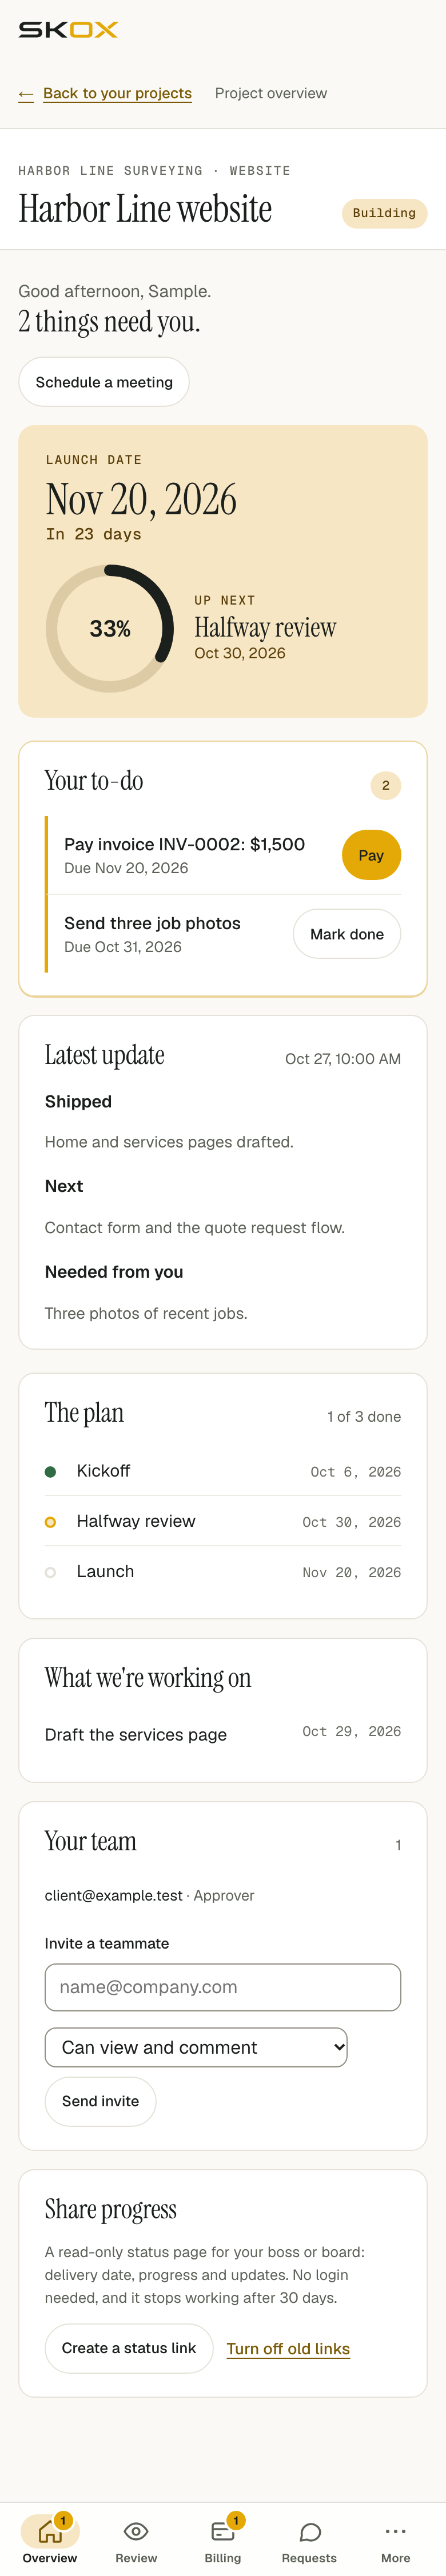 SKOX
← Back to your projects
Project overview
HARBOR LINE SURVEYING · WEBSITE
Harbor Line website
Building
Good afternoon, Sample.
2 things need you.
Schedule a meeting
LAUNCH DATE
Nov 20, 2026
In 23 days
33%
UP NEXT
Halfway review
Oct 30, 2026
Your to-do
2
Pay invoice INV-0002: $1,500
Due Nov 20, 2026
Pay
Send three job photos
Due Oct 31, 2026
Mark done
Latest update
Oct 27, 10:00 AM
Shipped
Home and services pages drafted.
Next
Contact form and the quote request flow.
Needed from you
Three photos of recent jobs.
The plan
1 of 3 done
Kickoff
Oct 6, 2026
Halfway review
Oct 30, 2026
Launch
Nov 20, 2026
What we're working on
Draft the services page
Oct 29, 2026
Your team
1
client@example.test · Approver
Invite a teammate
name@company.com
Can view and comment
Send invite
Share progress
A read-only status page for your boss or board:
delivery date, progress and updates. No login
needed, and it stops working after 30 days.
Create a status link
Turn off old links
1
1
Overview
Review
Billing
Requests
More